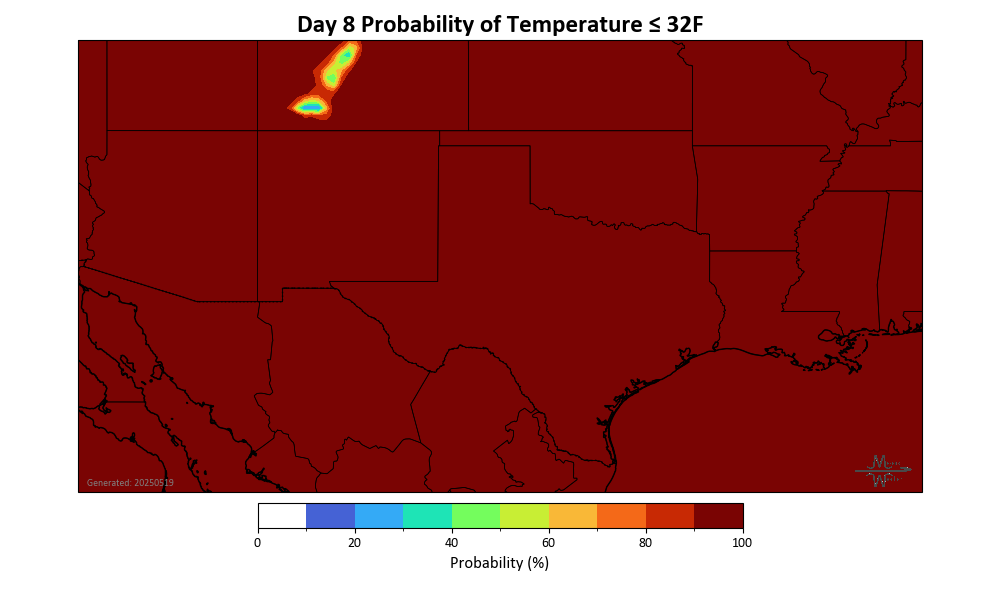 Day 8 Probability of Temperature ≤ 32F
Generated: 20250519
0 20 40 60 80 100
Probability (%)